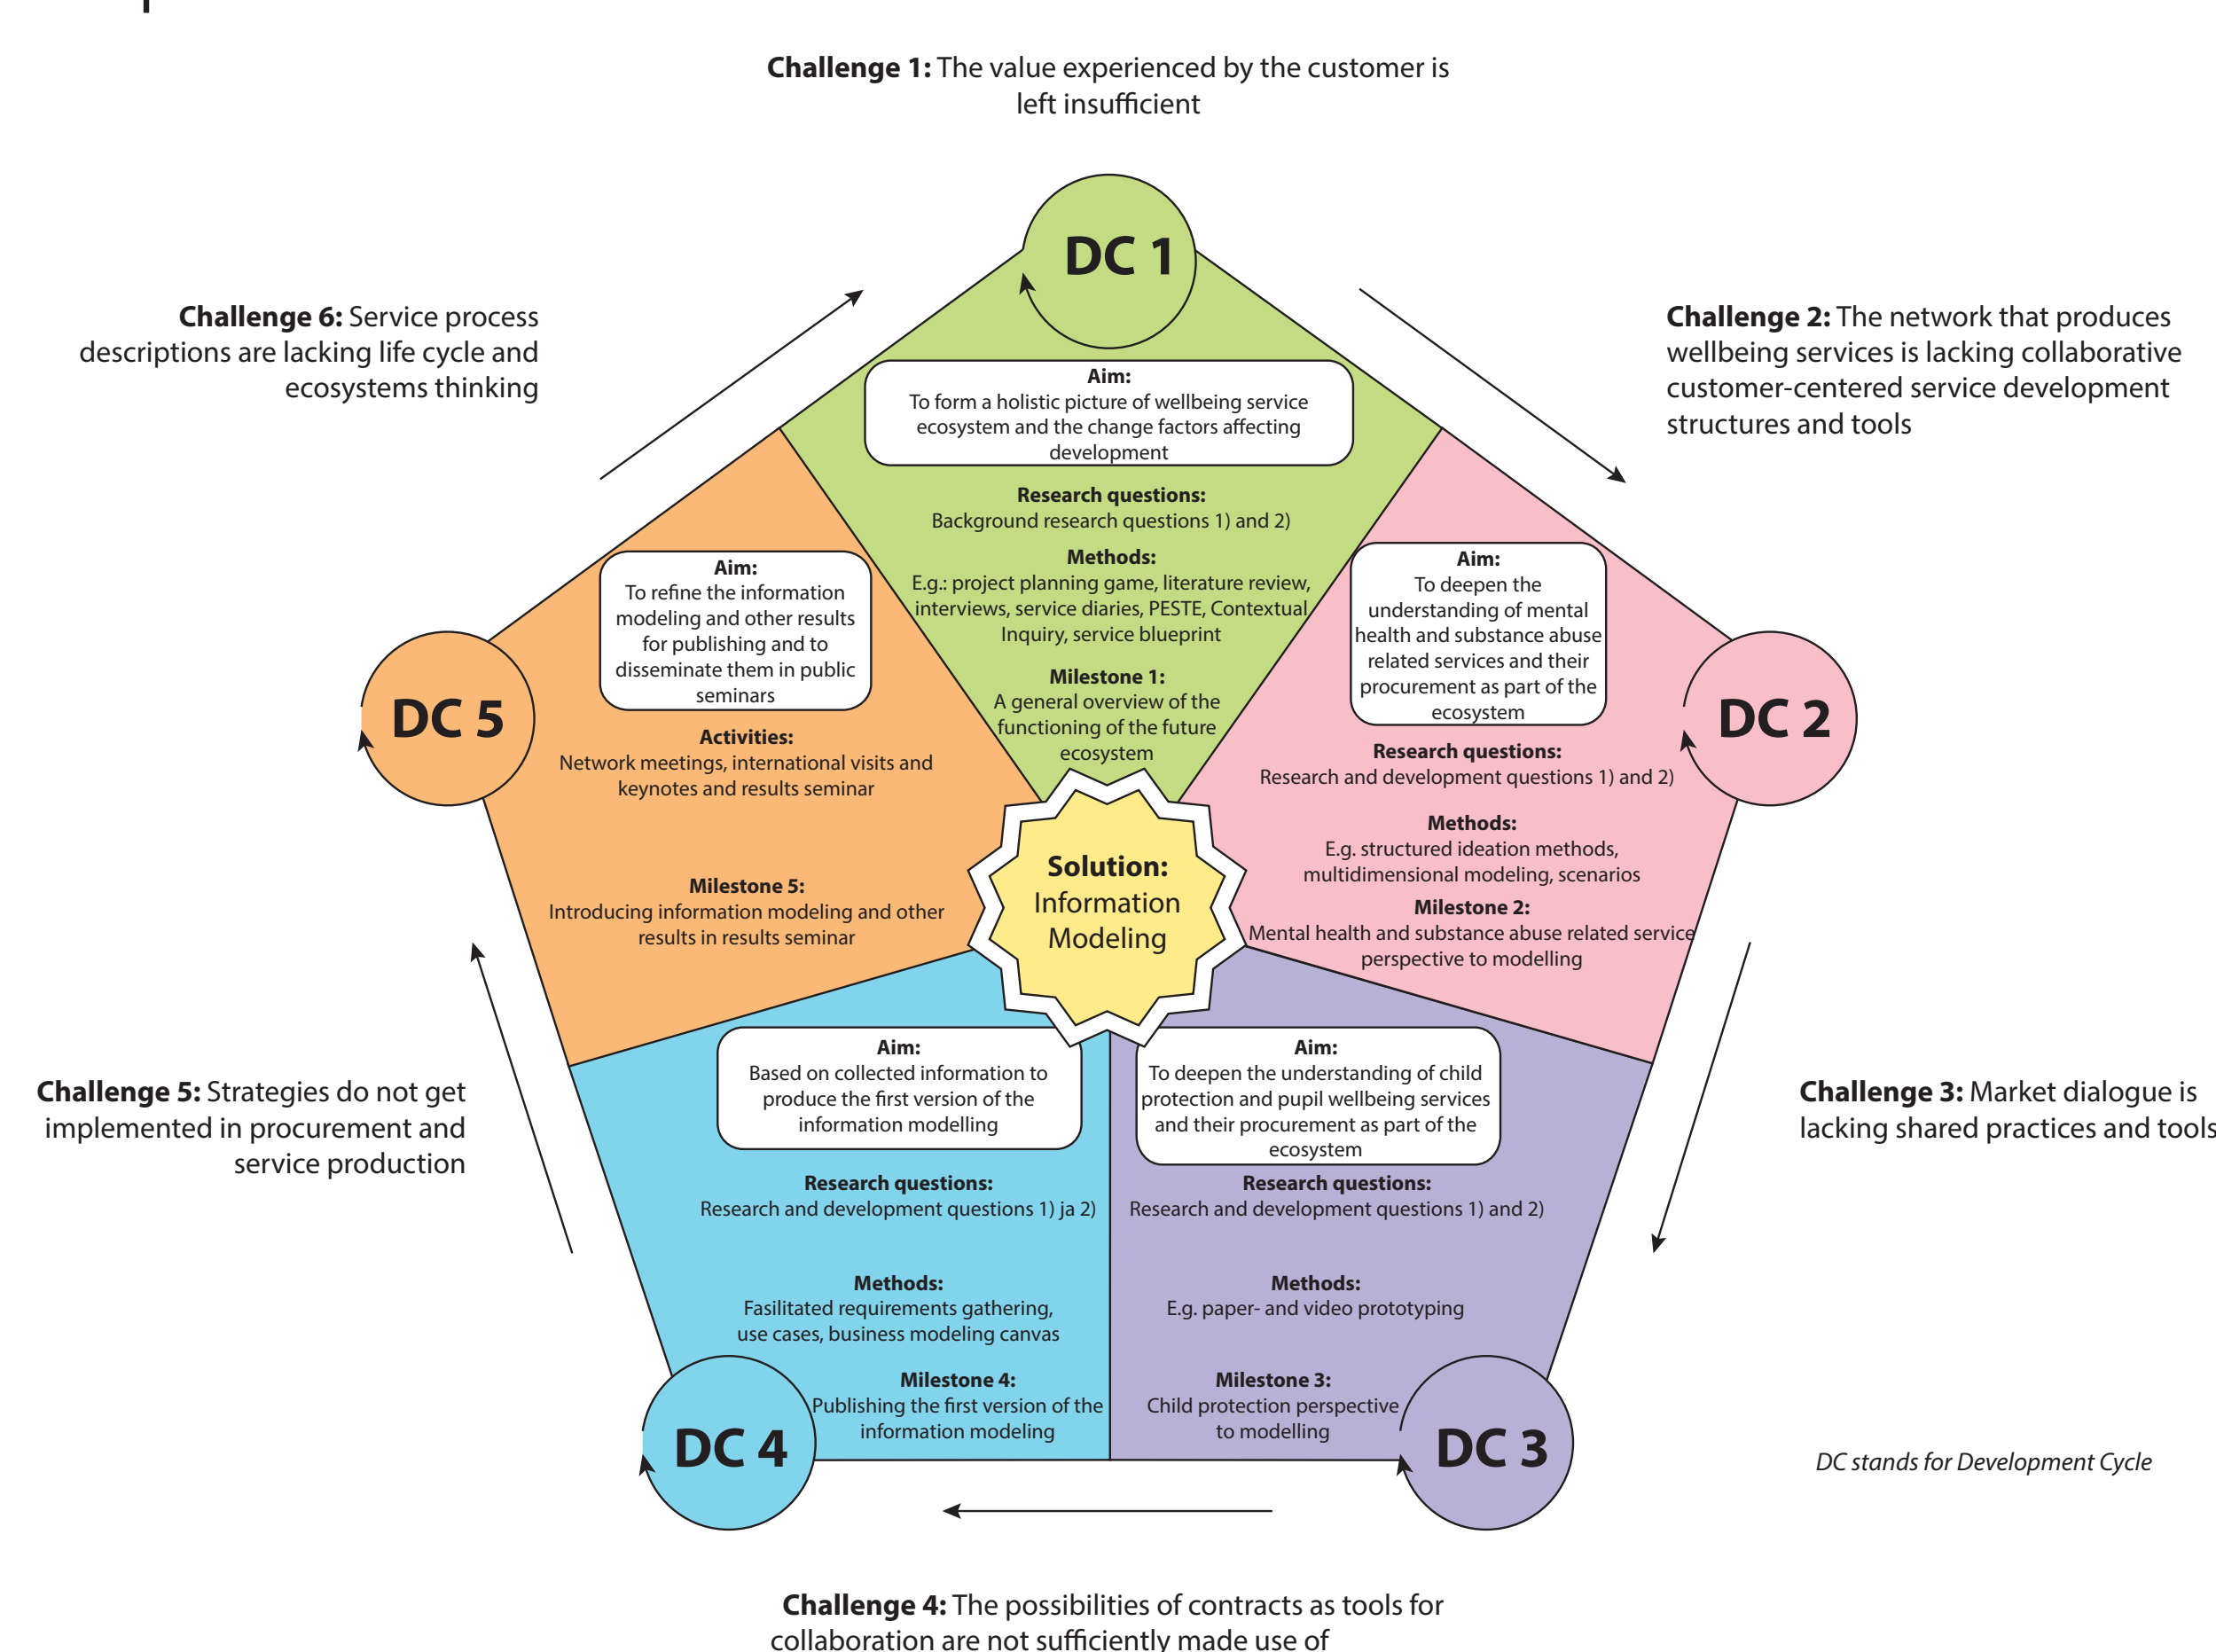 Challenge 1: The value experienced by the customer is
left insufficient
DC 1
Challenge 6: Service process
descriptions are lacking life cycle and
ecosystems thinking
Challenge 2: The network that produces
wellbeing services is lacking collaborative
customer-centered service development
structures and tools
Aim:
To form a holistic picture of wellbeing service
ecosystem and the change factors affecting
development
Research questions:
Background research questions 1) and 2)
Methods:
E.g.: project planning game, literature review,
interviews, service diaries, PESTE, Contextual
Inquiry, service blueprint
Milestone 1:
A general overview of the
functioning of the future
ecosystem
DC 5
Aim:
To refine the information
modeling and other results
for publishing and to
disseminate them in public
seminars
Activities:
Network meetings, international visits and
keynotes and results seminar
Milestone 5:
Introducing information modeling and other
results in results seminar
DC 2
Aim:
To deepen the
understanding of mental
health and substance abuse
related services and their
procurement as part of the
ecosystem
Research questions:
Research and development questions 1) and 2)
Methods:
E.g. structured ideation methods,
multidimensional modeling, scenarios
Milestone 2:
Mental health and substance abuse related service
perspective to modelling
Solution:
Information
Modeling
Challenge 5: Strategies do not get
implemented in procurement and
service production
Aim:
Based on collected information to
produce the first version of the
information modelling
Research questions:
Research and development questions 1) ja 2)
Methods:
Fasilitated requirements gathering,
use cases, business modeling canvas
Milestone 4:
Publishing the first version of the
information modeling
DC 4
Aim:
To deepen the understanding of child
protection and pupil wellbeing services
and their procurement as part of the
ecosystem
Research questions:
Research and development questions 1) and 2)
Methods:
E.g. paper- and video prototyping
Milestone 3:
Child protection perspective
to modelling
DC 3
Challenge 3: Market dialogue is
lacking shared practices and tools
DC stands for Development Cycle
Challenge 4: The possibilities of contracts as tools for
collaboration are not sufficiently made use of